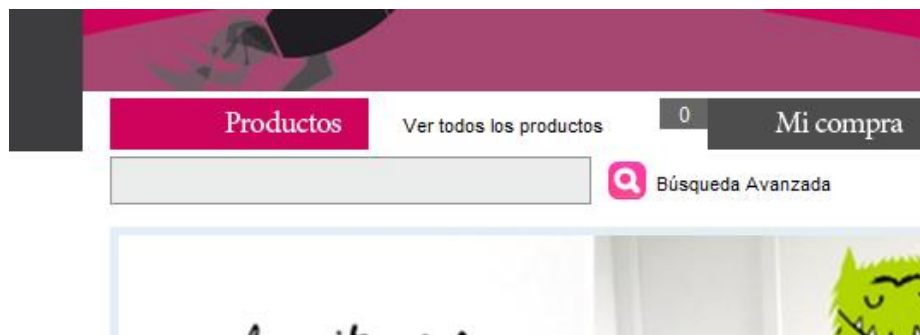 Productos
Ver todos los productos
0
Mi compra
Búsqueda Avanzada